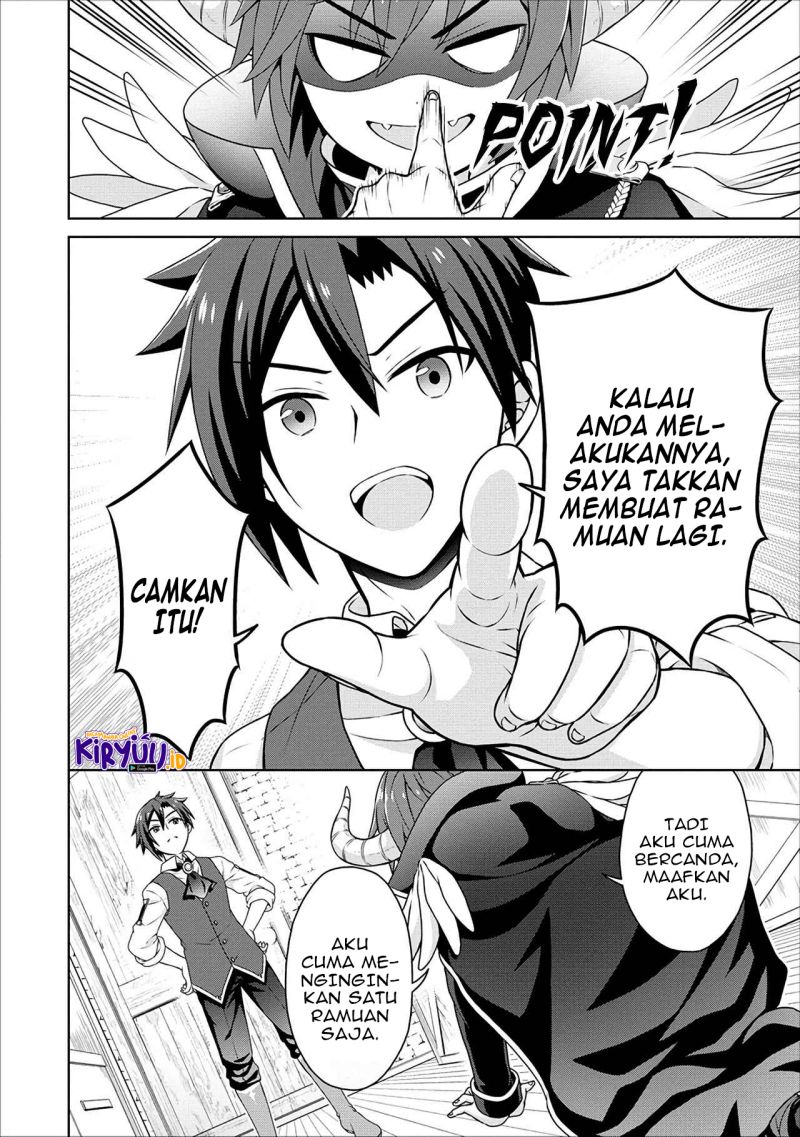 POINT!
KALAU
ANDA MEL-
AKUKANNYA,
SAYA TAKKAN
MEMBUAT RA-
MUAN LAGI.
CAMKAN
ITU!
KIRYUU.ID
TADI
AKU CUMA
BERCANDA,
MAAFKAN
AKU.
AKU
CUMA ME-
NGINGIN-
KAN SATU
RAMUAN
SAJA.